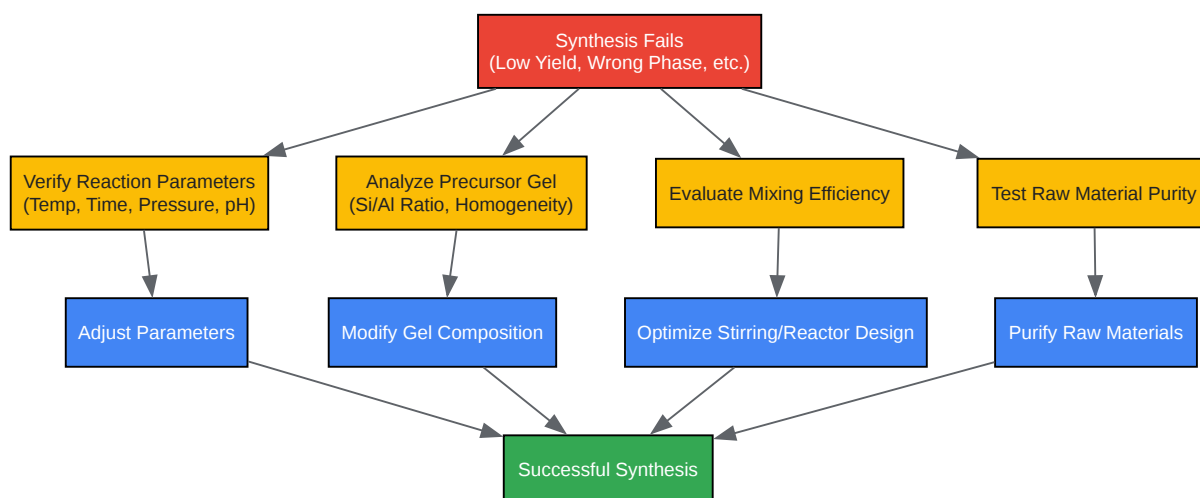 Synthesis Fails
(Low Yield, Wrong Phase, etc.)
Verify Reaction Parameters
(Temp, Time, Pressure, pH)
Analyze Precursor Gel
(Si/Al Ratio, Homogeneity)
Evaluate Mixing Efficiency
Test Raw Material Purity
Adjust Parameters
Modify Gel Composition
Optimize Stirring/Reactor Design
Purify Raw Materials
Successful Synthesis